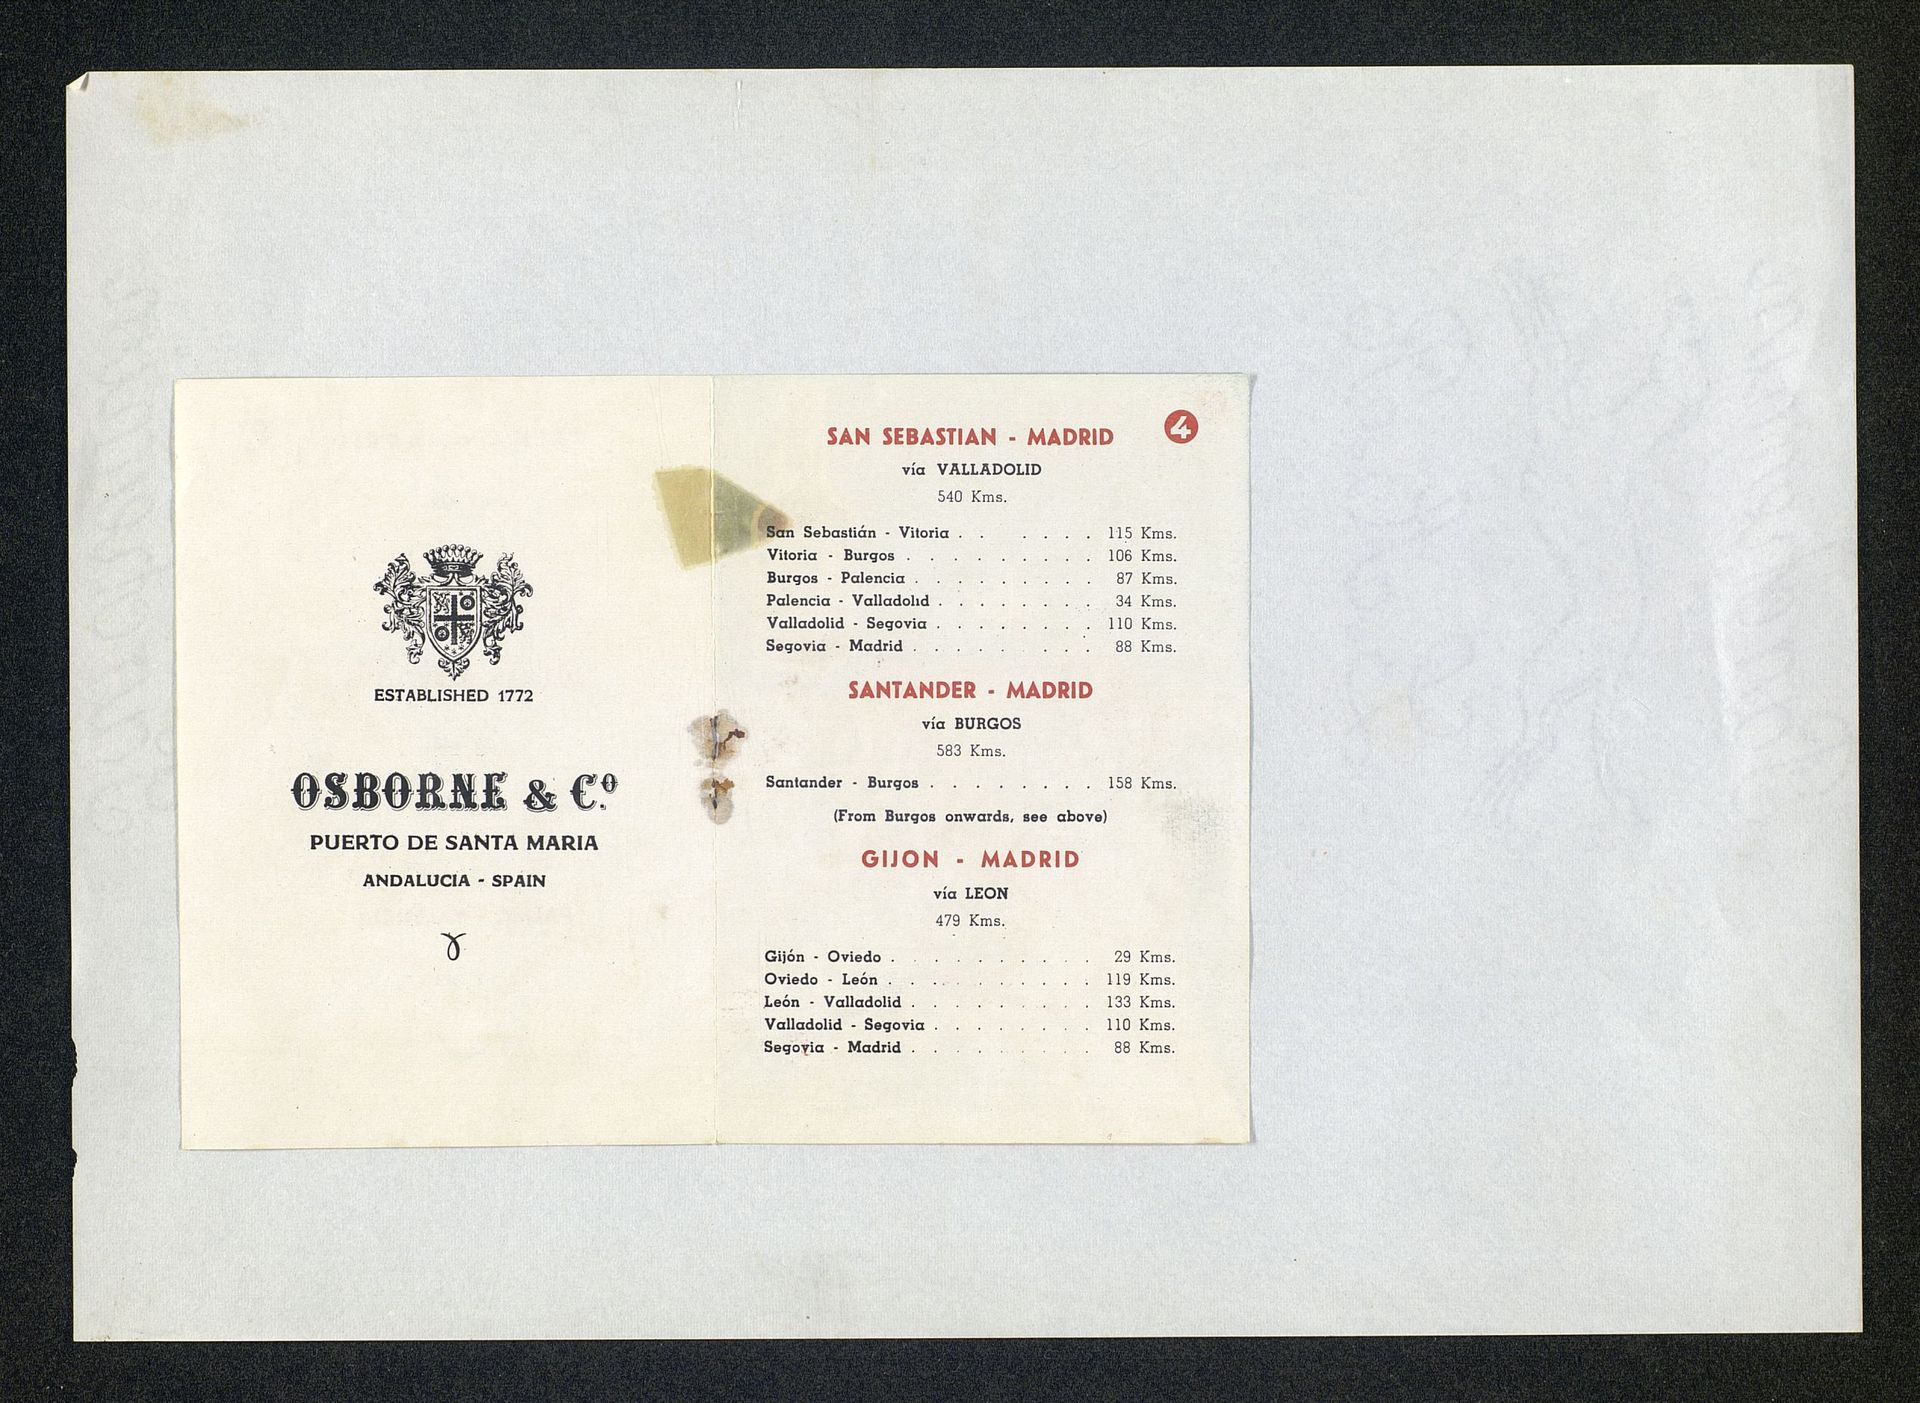 ESTABLISHED 1772
OSBORNE & Cº
PUERTO DE SANTA MARIA
ANDALUCIA - SPAIN
4
SAN SEBASTIAN - MADRID
vía VALLADOLID
540 Kms.
San Sebastián - Vitoria . . . . . . . 115 Kms.
Vitoria - Burgos . . . . . . . . . 106 Kms.
Burgos - Palencia . . . . . . . . . 87 Kms.
Palencia - Valladolid . . . . . . . . 34 Kms.
Valladolid - Segovia . . . . . . . . 110 Kms.
Segovia - Madrid . . . . . . . . . 88 Kms.
SANTANDER - MADRID
vía BURGOS
583 Kms.
Santander - Burgos . . . . . . . . 158 Kms.
(From Burgos onwards, see above)
GIJON - MADRID
vía LEON
479 Kms.
Gijón - Oviedo . . . . . . . . . . 29 Kms.
Oviedo - León . . . . . . . . . . 119 Kms.
León - Valladolid . . . . . . . . . 133 Kms.
Valladolid - Segovia . . . . . . . . 110 Kms.
Segovia - Madrid . . . . . . . . . 88 Kms.